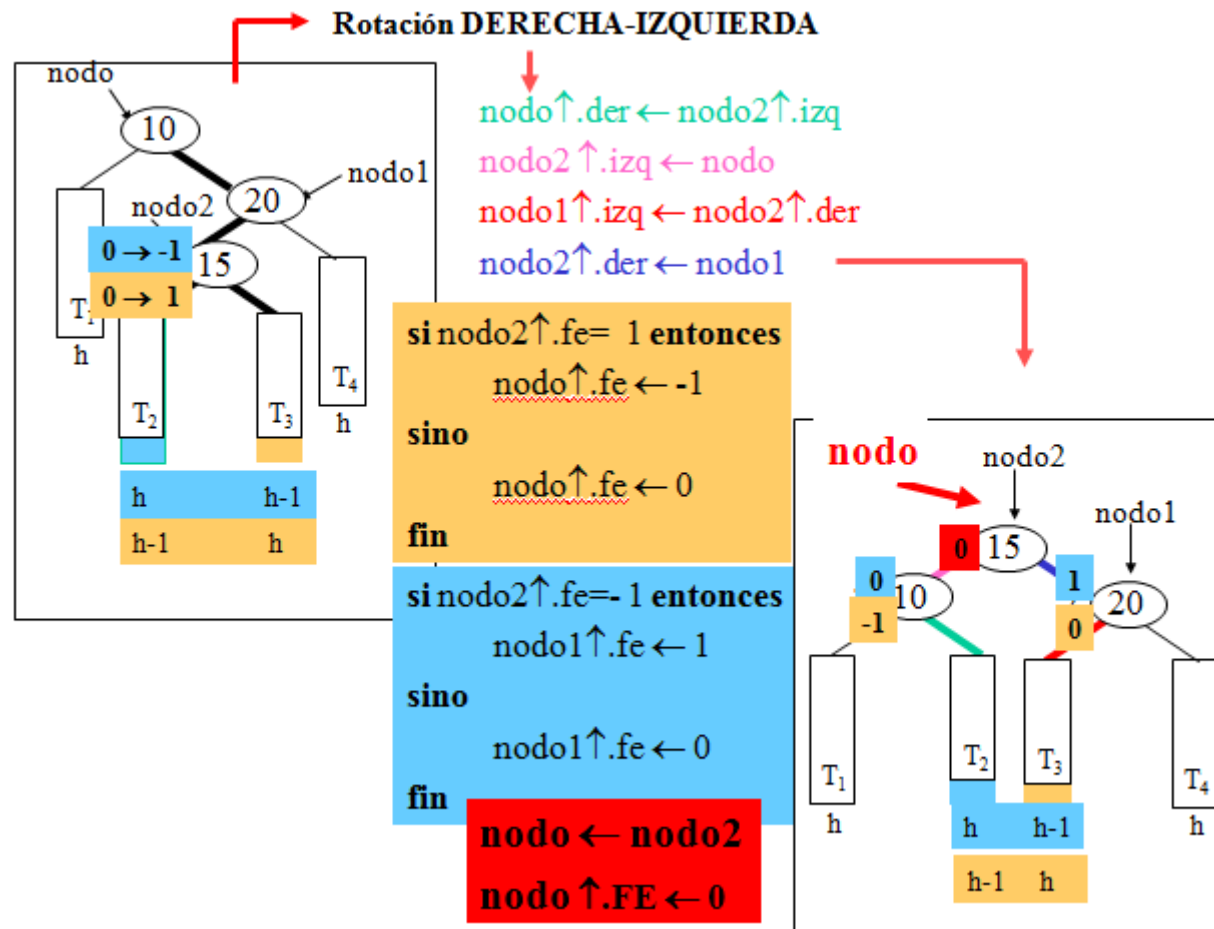 Rotación DERECHA-IZQUIERDA
nodo
10
nodo1
20
nodo2
0 → -1
15
0 → 1
T1
h
T2
T3
T4
h
h h-1
h-1 h
nodo↑.der ← nodo2↑.izq
nodo2↑.izq ← nodo
nodo1↑.izq ← nodo2↑.der
nodo2↑.der ← nodo1
si nodo2↑.fe= 1 entonces
nodo↑.fe ← -1
sino
nodo↑.fe ← 0
fin
si nodo2↑.fe=- 1 entonces
nodo1↑.fe ← 1
sino
nodo1↑.fe ← 0
fin
nodo ← nodo2
nodo ↑.FE ← 0
nodo
nodo2
nodo1
0 15
0 1
10 20
-1 0
T1 T2 T3 T4
h h h-1 h
h-1 h